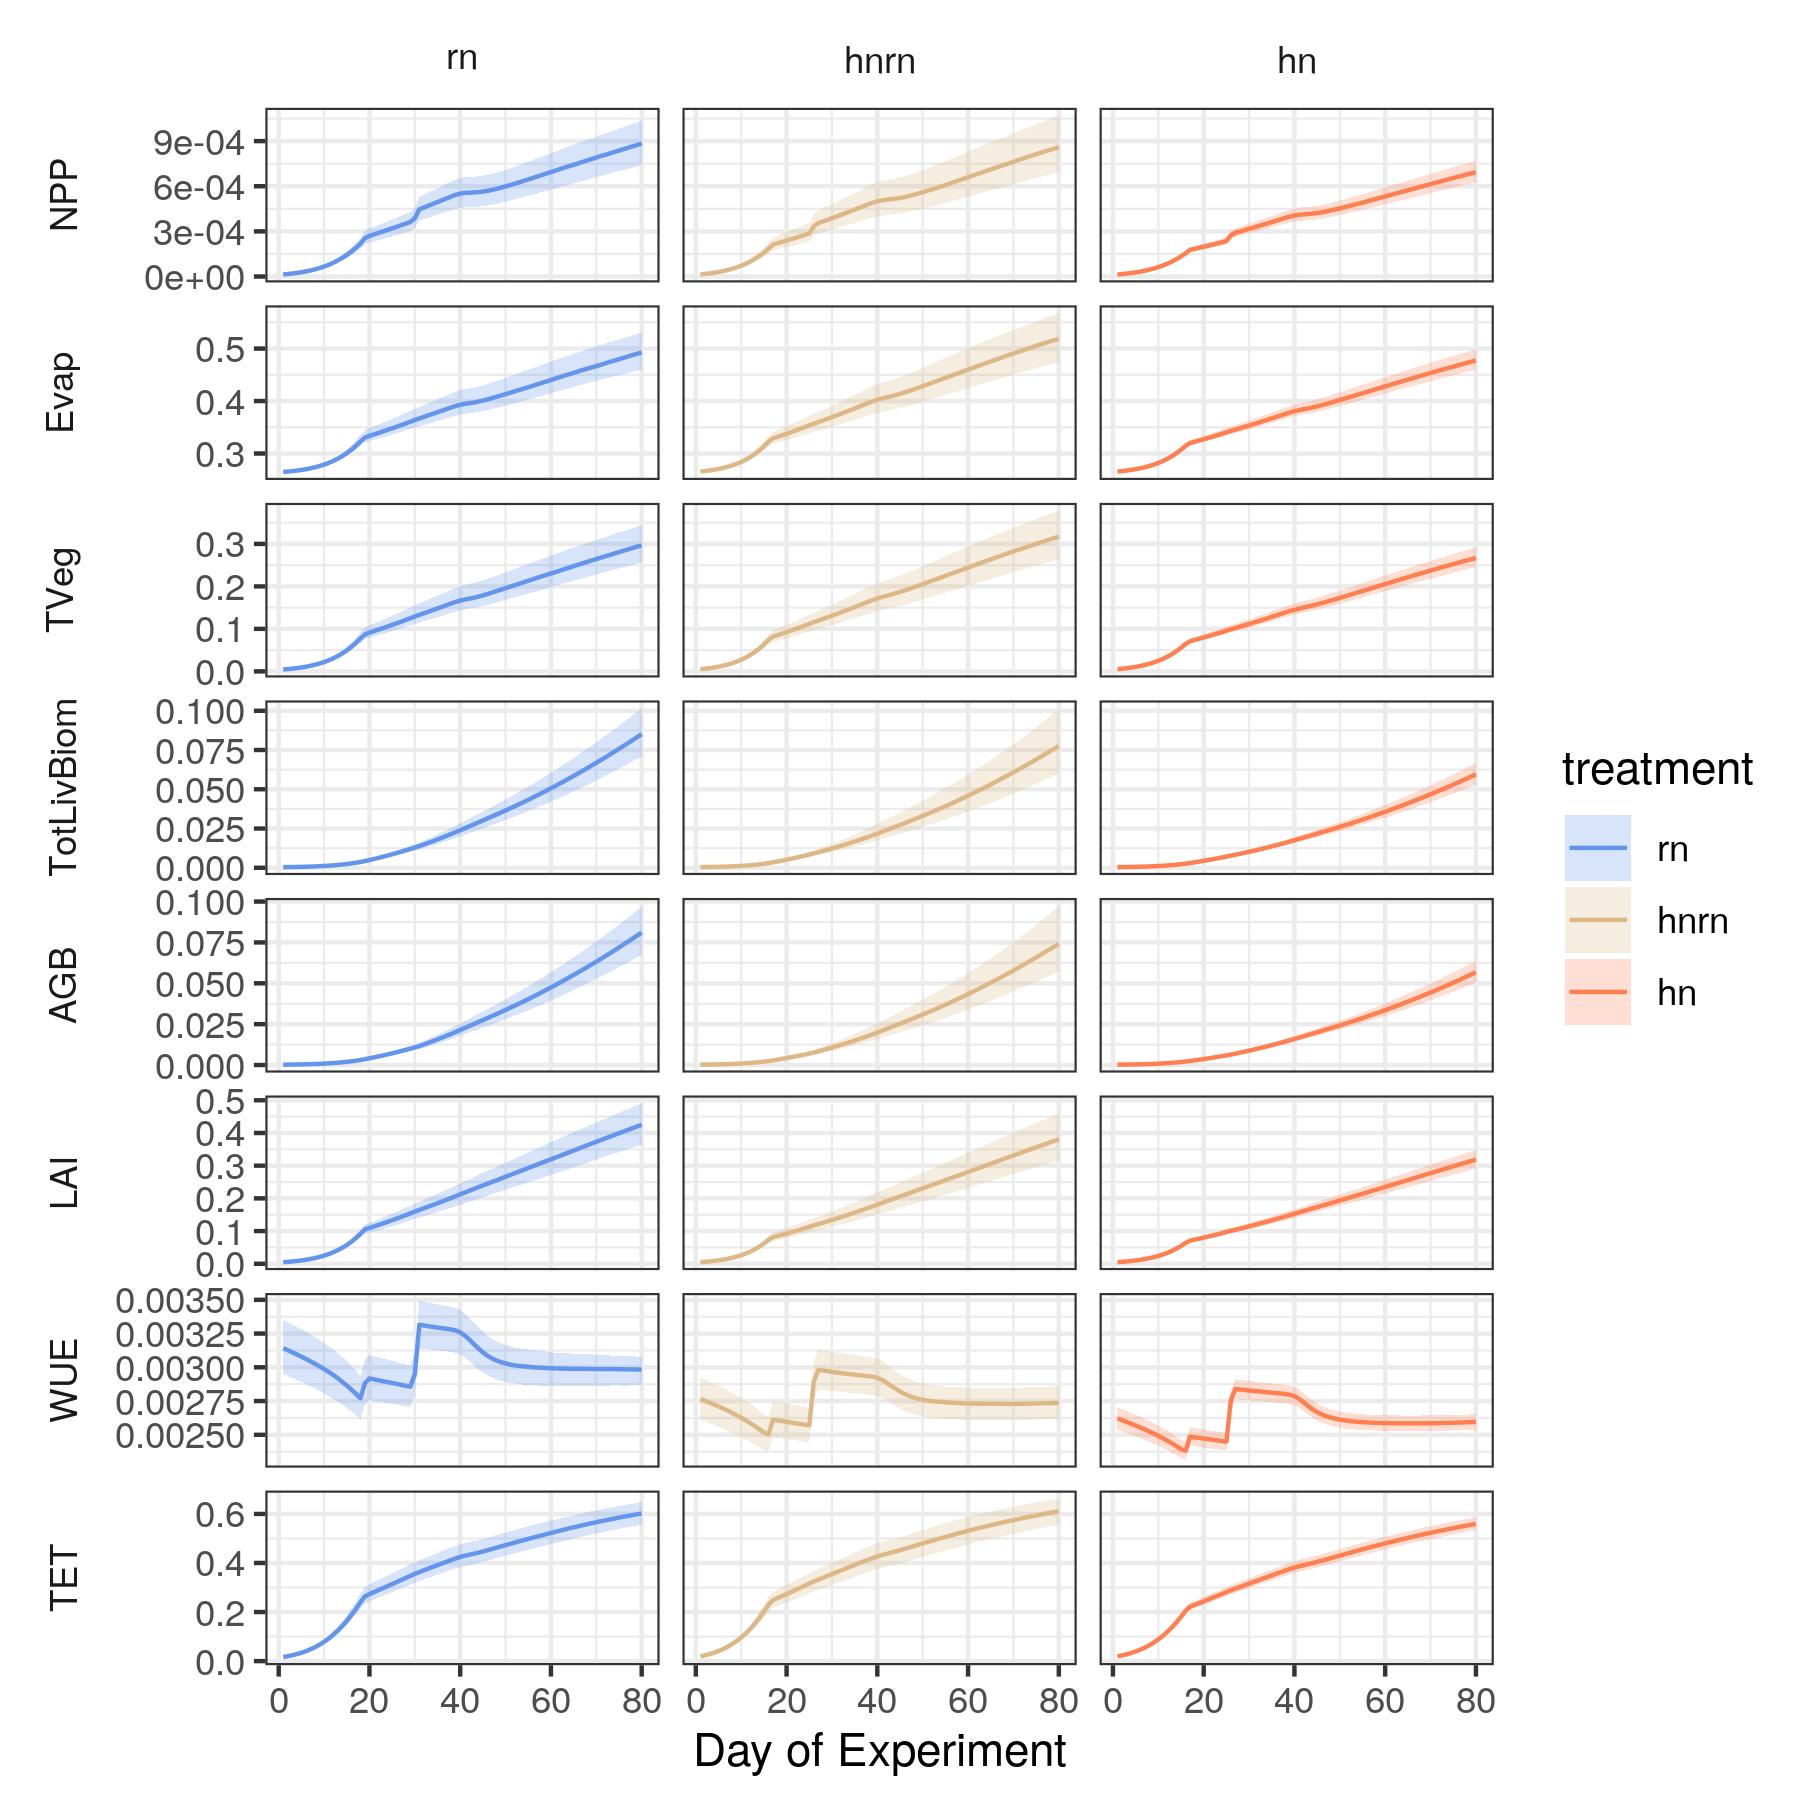 rn hnrn hn
NPP
9e-04
6e-04
3e-04
0e+00
Evap
0.5
0.4
0.3
TVeg
0.3
0.2
0.1
0.0
TotLivBiom
0.100
0.075
0.050
0.025
0.000
AGB
0.100
0.075
0.050
0.025
0.000
LAI
0.5
0.4
0.3
0.2
0.1
0.0
WUE
0.00350
0.00325
0.00300
0.00275
0.00250
TET
0.6
0.4
0.2
0.0
0 20 40 60 80 0 20 40 60 80 0 20 40 60 80
Day of Experiment
treatment
rn
hnrn
hn